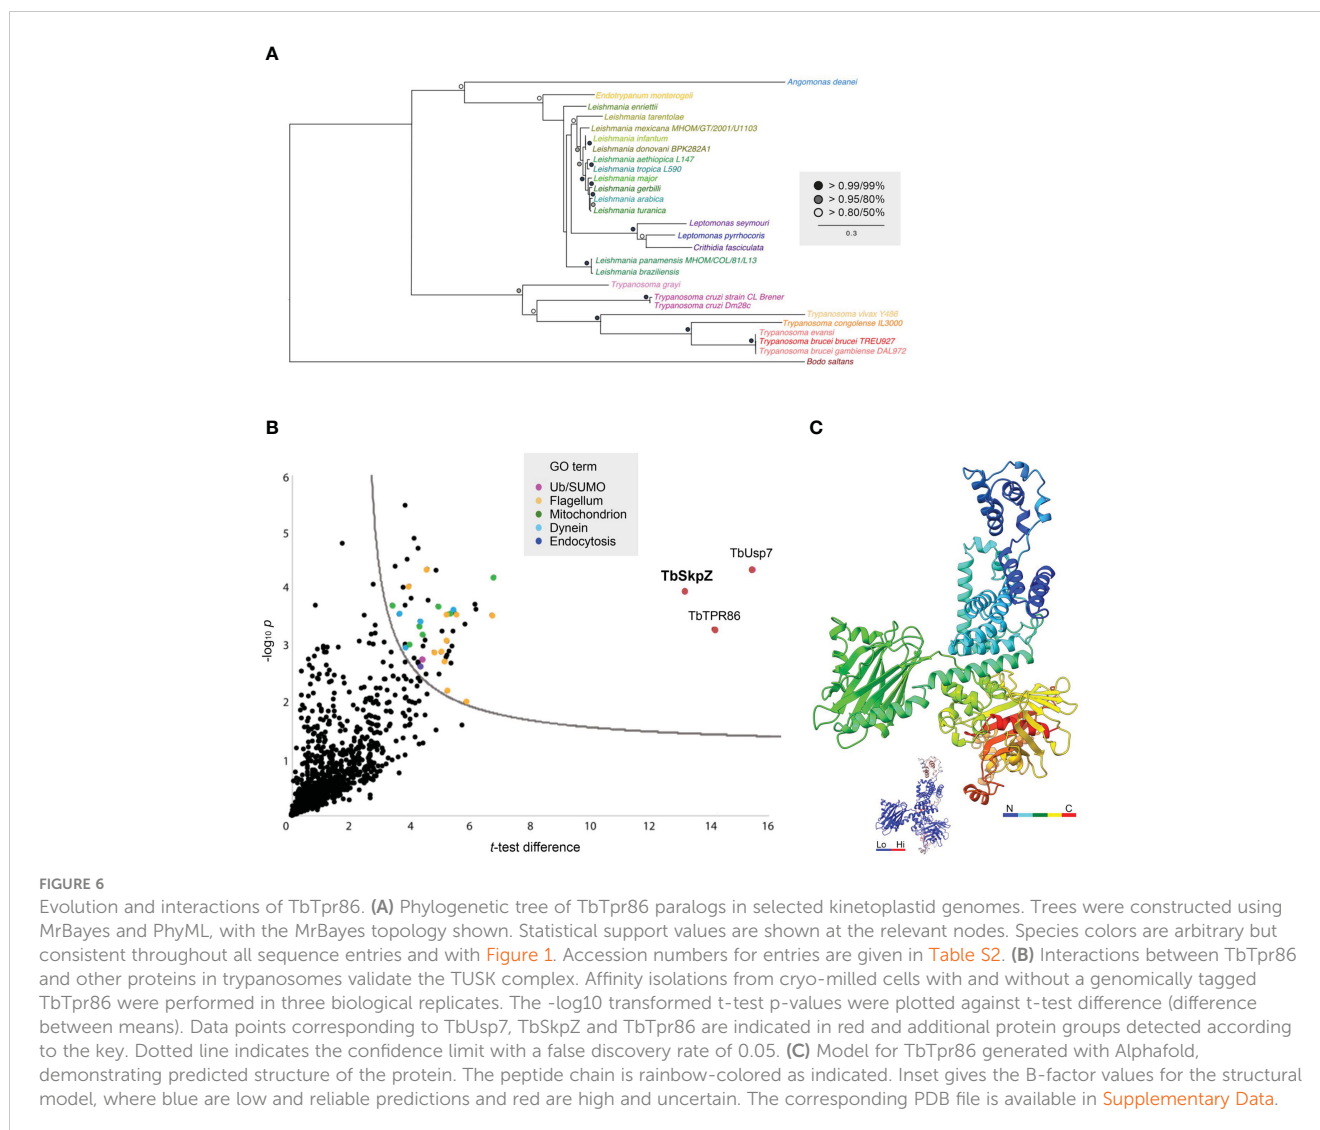 A
Angomonas deanei
Endotrypanum monterogeii
Leishmania enriettii
Leishmania tarentolae
Leishmania mexicana MHOM/GT/2001/U1103
Leishmania infantum
Leishmania donovani BPK282A1
Leishmania aethiopica L147
Leishmania tropica L590
Leishmania major
Leishmania gerbilli
Leishmania arabica
Leishmania turanica
Leptomonas seymouri
Leptomonas pyrrhocoris
Crithidia fasciculata
Leishmania panamensis MHOM/COL/81/L13
Leishmania braziliensis
Trypanosoma grayi
Trypanosoma cruzi strain CL Brener
Trypanosoma cruzi Dm28c
Trypanosoma vivax Y486
Trypanosoma congolense IL3000
Trypanosoma evansi
Trypanosoma brucei brucei TREU927
Trypanosoma brucei gambiense DAL972
Bodo saltans
> 0.99/99%
> 0.95/80%
> 0.80/50%
0.3
B
GO term
Ub/SUMO
Flagellum
Mitochondrion
Dynein
Endocytosis
TbUsp7
TbSkpZ
TbTPR86
-log₁₀ p
6
5
4
3
2
1
0
2
4
6
8
10
12
14
16
t-test difference
C
N C
Lo Hi
FIGURE 6
Evolution and interactions of TbTpr86. (A) Phylogenetic tree of TbTpr86 paralogs in selected kinetoplastid genomes. Trees were constructed using
MrBayes and PhyML, with the MrBayes topology shown. Statistical support values are shown at the relevant nodes. Species colors are arbitrary but
consistent throughout all sequence entries and with Figure 1. Accession numbers for entries are given in Table S2. (B) Interactions between TbTpr86
and other proteins in trypanosomes validate the TUSK complex. Affinity isolations from cryo-milled cells with and without a genomically tagged
TbTpr86 were performed in three biological replicates. The -log10 transformed t-test p-values were plotted against t-test difference (difference
between means). Data points corresponding to TbUsp7, TbSkpZ and TbTpr86 are indicated in red and additional protein groups detected according
to the key. Dotted line indicates the confidence limit with a false discovery rate of 0.05. (C) Model for TbTpr86 generated with Alphafold,
demonstrating predicted structure of the protein. The peptide chain is rainbow-colored as indicated. Inset gives the B-factor values for the structural
model, where blue are low and reliable predictions and red are high and uncertain. The corresponding PDB file is available in Supplementary Data.